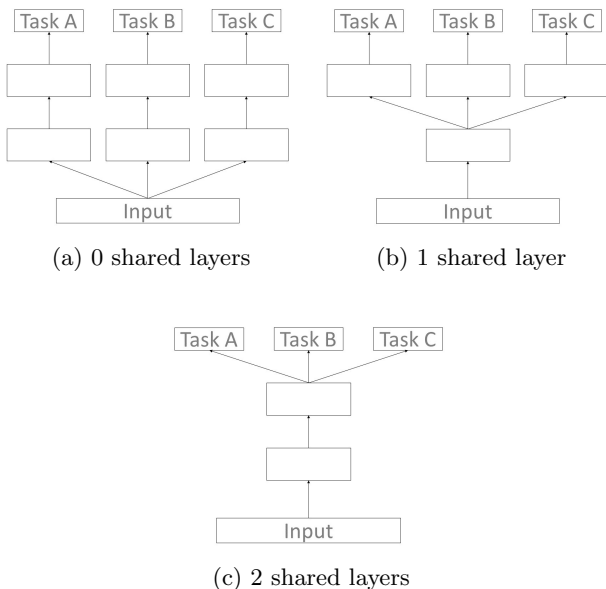 Task A Task B Task C Task A Task B Task C
Input Input
(a) 0 shared layers (b) 1 shared layer
Task A Task B Task C
Input
(c) 2 shared layers